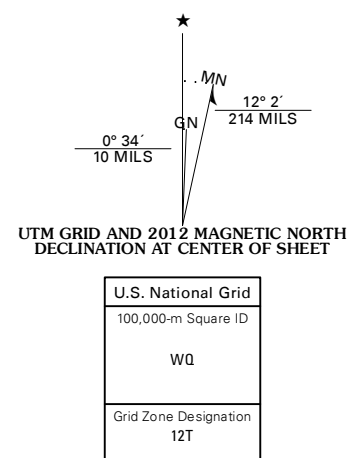 ★
MN
12° 2´
214 MILS
GN
0° 34´
10 MILS
UTM GRID AND 2012 MAGNETIC NORTH
DECLINATION AT CENTER OF SHEET
U.S. National Grid
100,000-m Square ID
WQ
Grid Zone Designation
12T